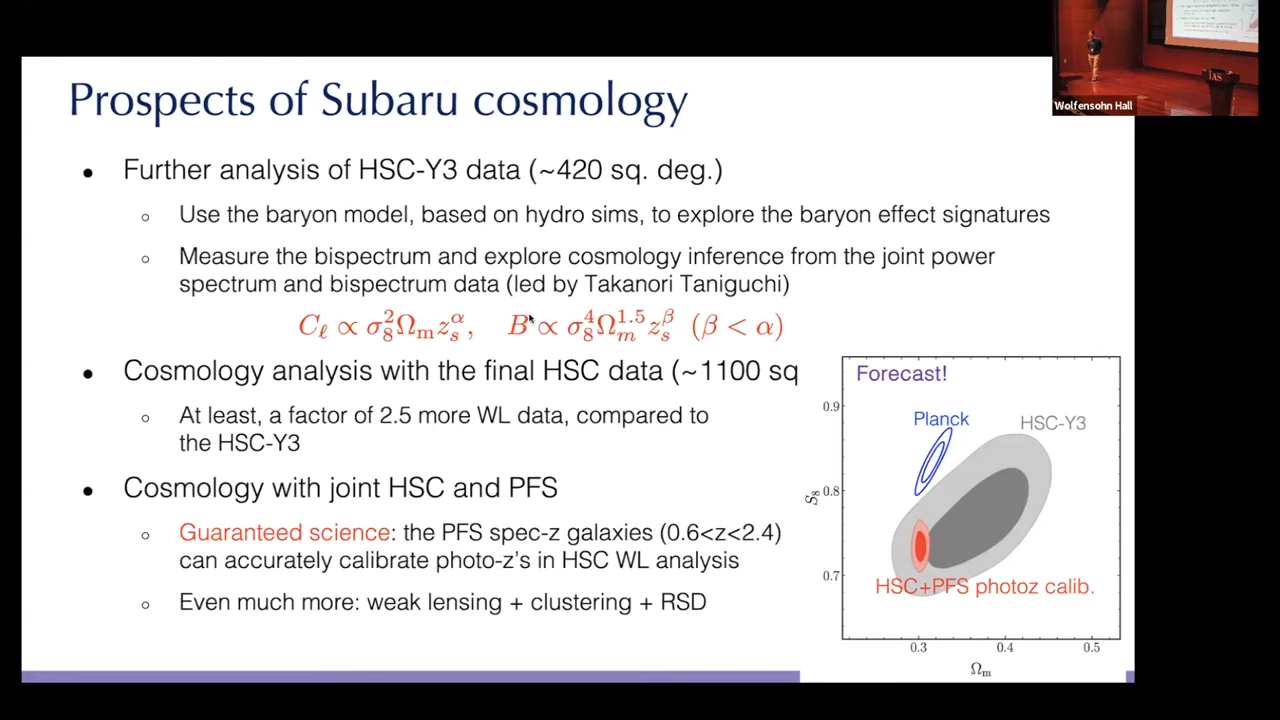 Prospects of Subaru cosmology
● Further analysis of HSC-Y3 data (~420 sq. deg.)
○ Use the baryon model, based on hydro sims, to explore the baryon effect signatures
○ Measure the bispectrum and explore cosmology inference from the joint power
spectrum and bispectrum data (led by Takanori Taniguchi)
C_ℓ ∝ σ_8^2 Ω_m z_s^α, B ∝ σ_8^4 Ω_m^{1.5} z_s^β (β < α)
● Cosmology analysis with the final HSC data (~1100 sq
○ At least, a factor of 2.5 more WL data, compared to
the HSC-Y3
● Cosmology with joint HSC and PFS
○ Guaranteed science: the PFS spec-z galaxies (0.6<z<2.4)
can accurately calibrate photo-z's in HSC WL analysis
○ Even much more: weak lensing + clustering + RSD
Forecast!
Planck
HSC-Y3
HSC+PFS photoz calib.
0.9
0.8
0.7
S_8
0.3 0.4 0.5
Ω_m
IAS
Wolfensohn Hall